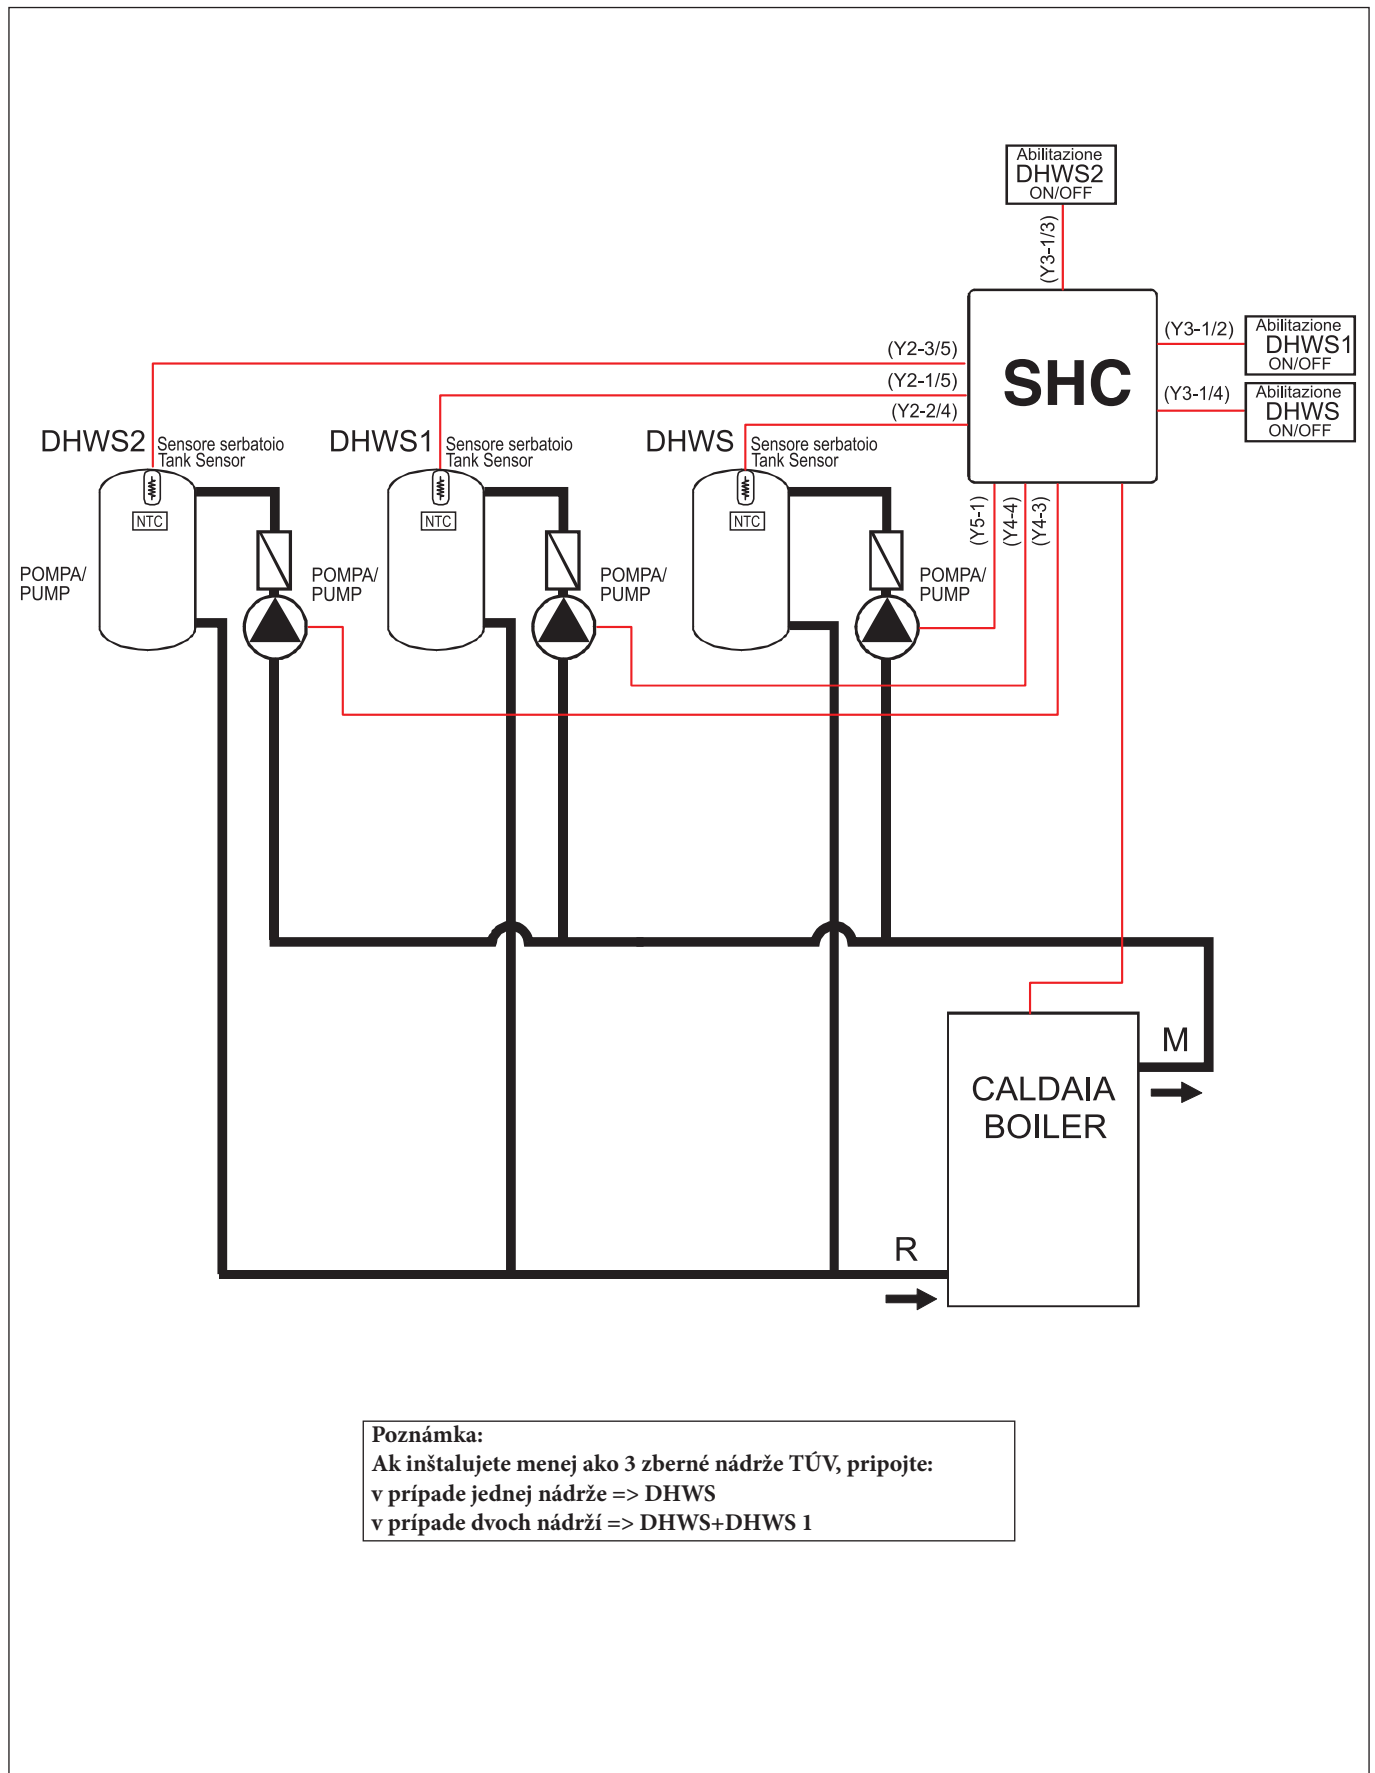 Abilitazione
DHWS2
ON/OFF
(Y3-1/3)
(Y3-1/2)
Abilitazione
DHWS1
ON/OFF
(Y2-3/5)
SHC
(Y2-1/5)
(Y3-1/4)
Abilitazione
DHWS
ON/OFF
(Y2-2/4)
DHWS2
Sensore serbatoio
Tank Sensor
DHWS1
Sensore serbatoio
Tank Sensor
DHWS
Sensore serbatoio
Tank Sensor
NTC
NTC
NTC
(Y5-1)
(Y4-4)
(Y4-3)
POMPA/
PUMP
POMPA/
PUMP
POMPA/
PUMP
POMPA/
PUMP
M
CALDAIA
BOILER
R
Poznámka:
Ak inštalujete menej ako 3 zberné nádrže TÚV, pripojte:
v prípade jednej nádrže => DHWS
v prípade dvoch nádrží => DHWS+DHWS 1